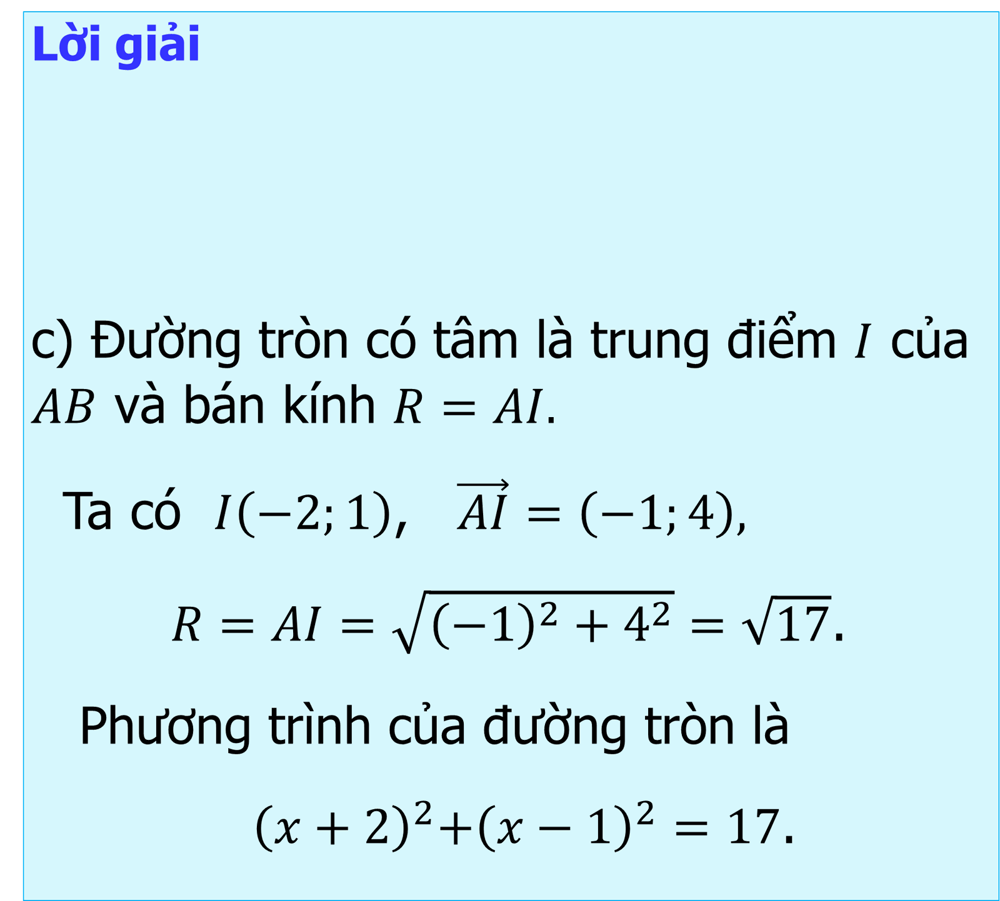 Lời giải
c) Đường tròn có tâm là trung điểm I của
AB và bán kính R = AI.
Ta có I(−2; 1), $\overrightarrow{AI}$ = (−1; 4),
R = AI = $\sqrt{(-1)^2 + 4^2}$ = $\sqrt{17}$.
Phương trình của đường tròn là
(x + 2)²+(x − 1)² = 17.